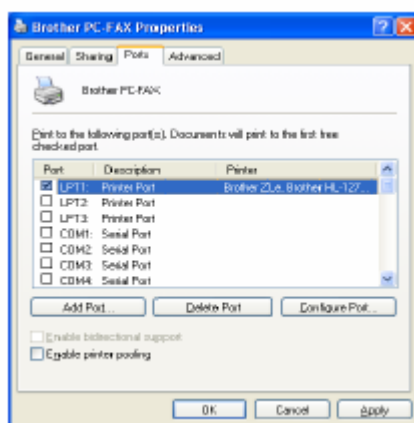 Brother PC-FAX Properties
General Sharing Ports Advanced
Brother PC-FAX
Print to the following port(s). Documents will print to the first free
checked port.
Port Description Printer
LPT1: Printer Port Brother 2Le, Brother HL-127...
LPT2: Printer Port
LPT3: Printer Port
COM1: Serial Port
COM2: Serial Port
COM3: Serial Port
COM4: Serial Port
Add Port... Delete Port Configure Port...
Enable bidirectional support
Enable printer pooling
OK Cancel Apply